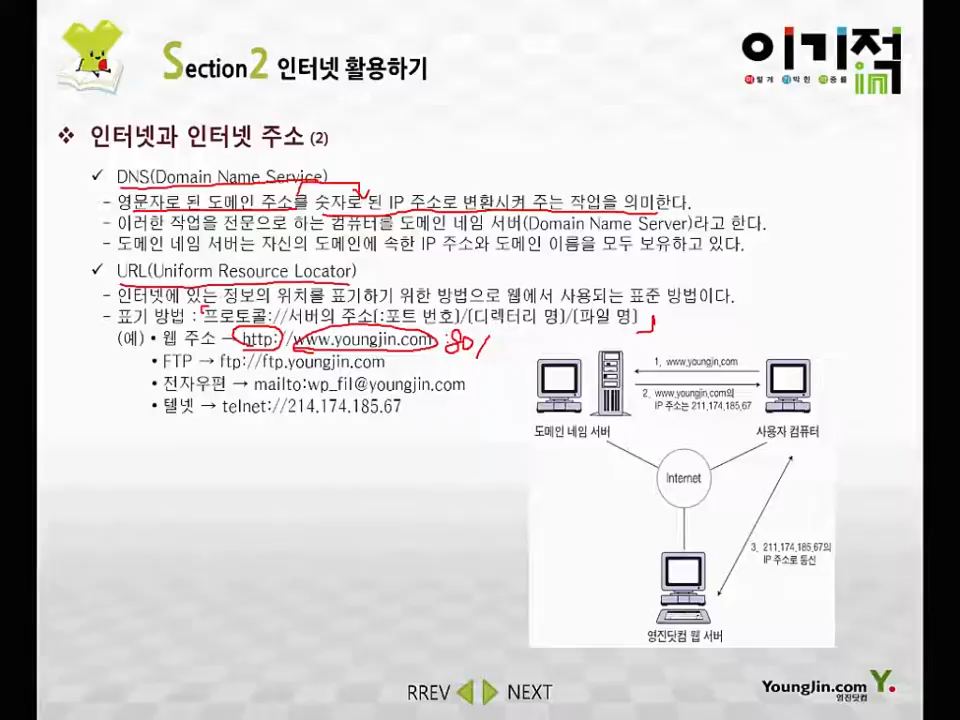 Section2 인터넷 활용하기
이기적in
이렇게 기막힌 적중률
❖ 인터넷과 인터넷 주소 (2)
✓ DNS(Domain Name Service)
- 영문자로 된 도메인 주소를 숫자로 된 IP 주소로 변환시켜 주는 작업을 의미한다.
- 이러한 작업을 전문으로 하는 컴퓨터를 도메인 네임 서버(Domain Name Server)라고 한다.
- 도메인 네임 서버는 자신의 도메인에 속한 IP 주소와 도메인 이름을 모두 보유하고 있다.
✓ URL(Uniform Resource Locator)
- 인터넷에 있는 정보의 위치를 표기하기 위한 방법으로 웹에서 사용되는 표준 방법이다.
- 표기 방법 : 프로토콜://서버의 주소[:포트 번호]/[디렉터리 명]/[파일 명]
(예) • 웹 주소 → http://www.youngjin.com :80/
• FTP → ftp://ftp.youngjin.com
• 전자우편 → mailto:wp_fil@youngjin.com
• 텔넷 → telnet://214.174.185.67
1. www.youngjin.com
2. www.youngjin.com의
IP 주소는 211.174.185.67
도메인 네임 서버
사용자 컴퓨터
Internet
3. 211.174.185.67의
IP 주소로 통신
영진닷컴 웹 서버
RREV NEXT
YoungJin.com Y.
영진닷컴